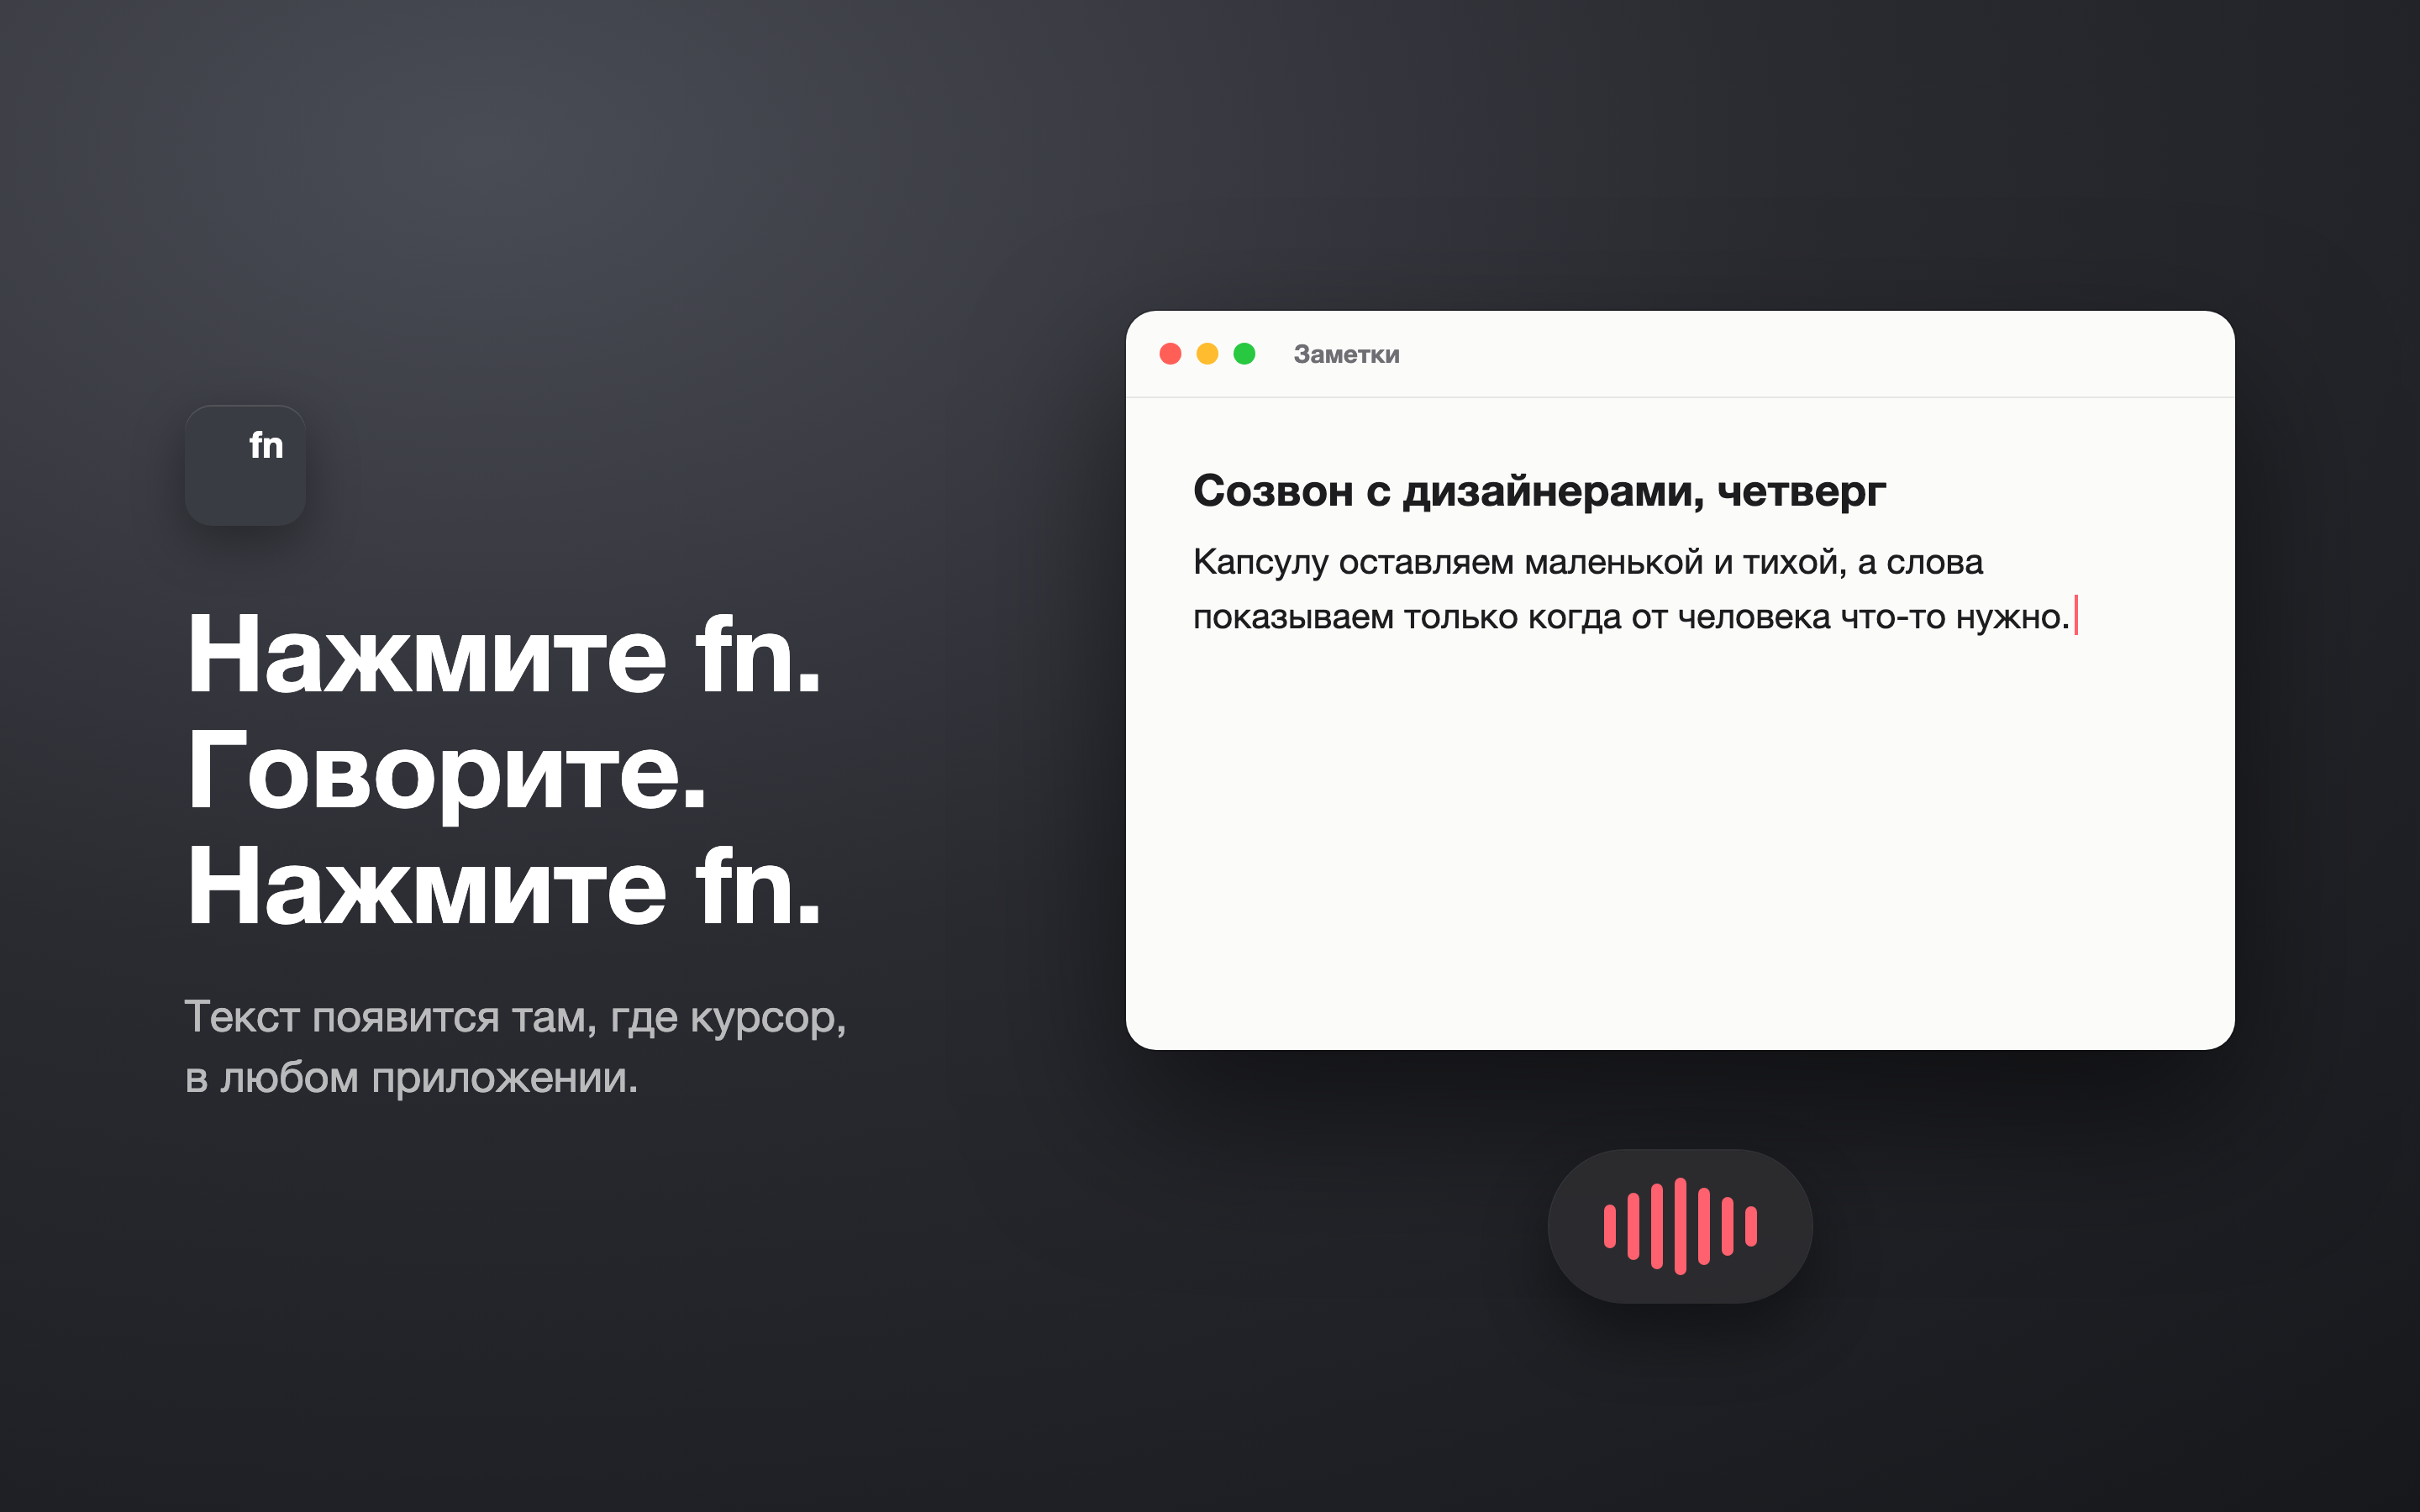 fn
Нажмите fn.
Говорите.
Нажмите fn.
Текст появится там, где курсор,
в любом приложении.
Заметки
Созвон с дизайнерами, четверг
Капсулу оставляем маленькой и тихой, а слова
показываем только когда от человека что-то нужно.